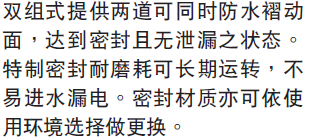 双组式提供两道可同时防水褶动
面，达到密封且无泄漏之状态。
特制密封耐磨耗可长期运转，不
易进水漏电。密封材质亦可依使
用环境选择做更换。